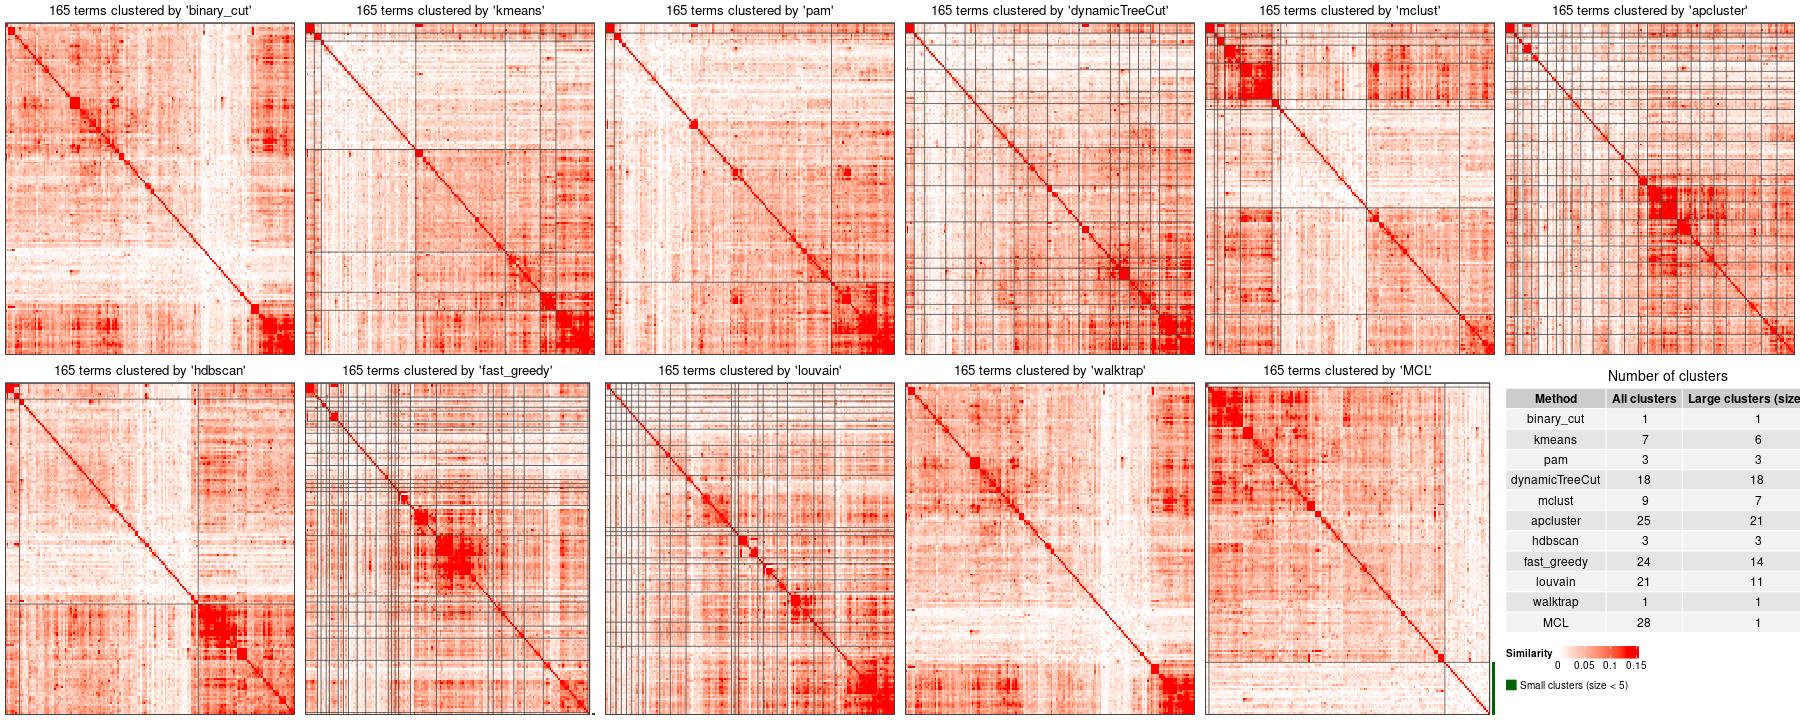 165 terms clustered by 'binary_cut'
165 terms clustered by 'kmeans'
165 terms clustered by 'pam'
165 terms clustered by 'dynamicTreeCut'
165 terms clustered by 'mclust'
165 terms clustered by 'apcluster'
165 terms clustered by 'hdbscan'
165 terms clustered by 'fast_greedy'
165 terms clustered by 'louvain'
165 terms clustered by 'walktrap'
165 terms clustered by 'MCL'
Number of clusters
Method All clusters Large clusters (size
binary_cut 1 1
kmeans 7 6
pam 3 3
dynamicTreeCut 18 18
mclust 9 7
apcluster 25 21
hdbscan 3 3
fast_greedy 24 14
louvain 21 11
walktrap 1 1
MCL 28 1
Similarity
0 0.05 0.1 0.15
Small clusters (size < 5)